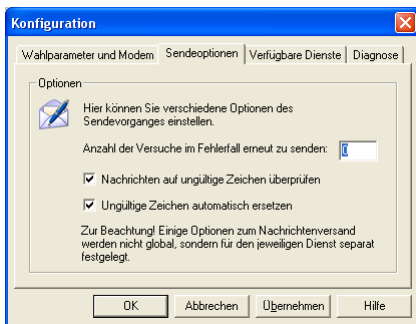 Konfiguration
Wahlparameter und Modem Sendeoptionen Verfügbare Dienste Diagnose
Optionen
Hier können Sie verschiedene Optionen des
Sendevorganges einstellen.
Anzahl der Versuche im Fehlerfall erneut zu senden: 0
Nachrichten auf ungültige Zeichen überprüfen
Ungültige Zeichen automatisch ersetzen
Zur Beachtung! Einige Optionen zum Nachrichtenversand
werden nicht global, sondern für den jeweiligen Dienst separat
festgelegt.
OK Abbrechen Übernehmen Hilfe